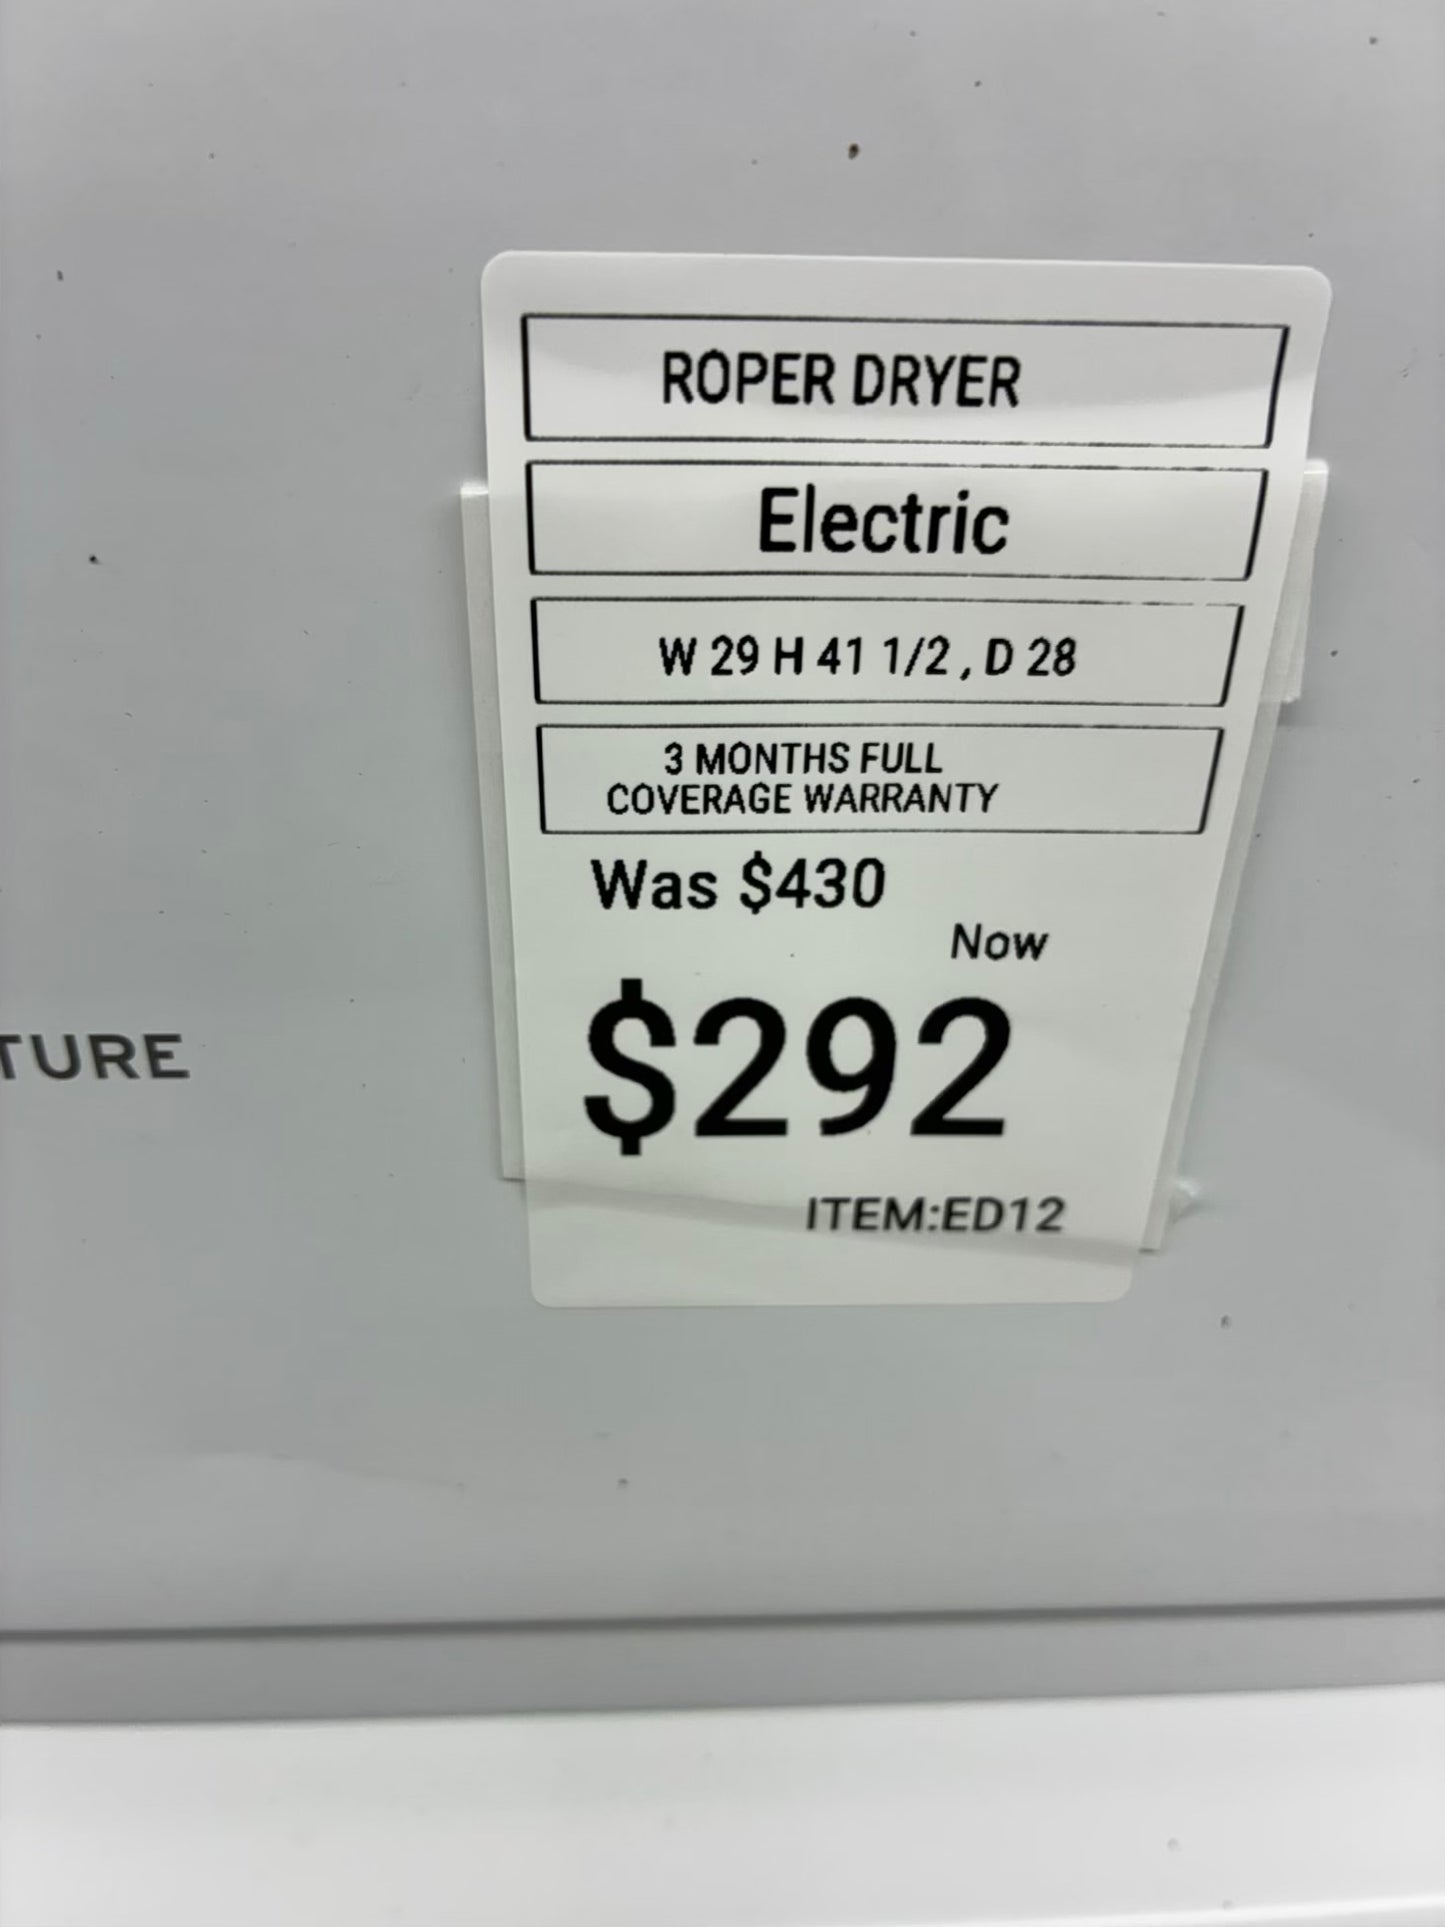 ROPER DRYER
Electric
W 29 H 41 1/2 , D 28
3 MONTHS FULL
COVERAGE WARRANTY
Was $430
Now
$292
TURE
ITEM:ED12